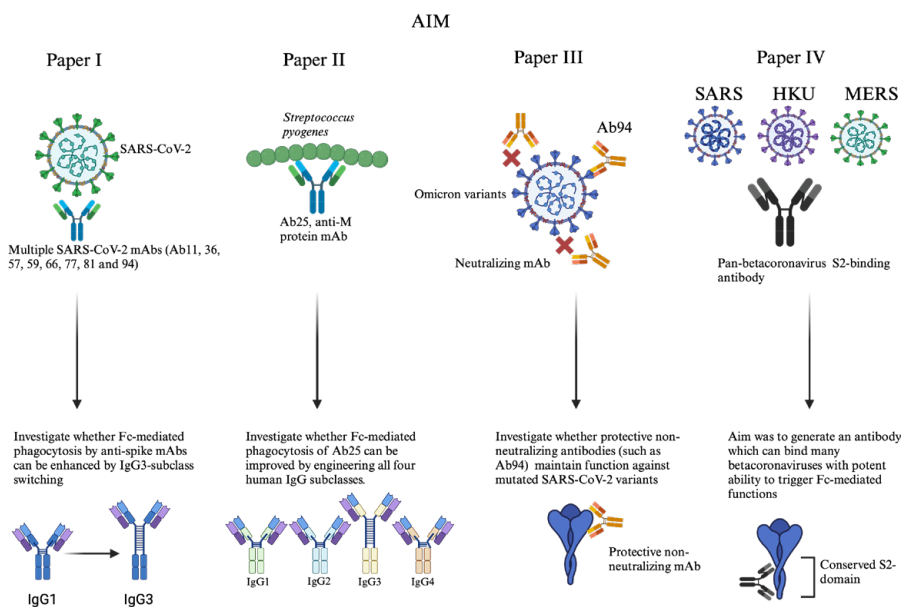 AIM
Paper I
SARS-CoV-2
Multiple SARS-CoV-2 mAbs (Ab11, 36,
57, 59, 66, 77, 81 and 94)
Investigate whether Fc-mediated
phagocytosis by anti-spike mAbs
can be enhanced by IgG3-subclass
switching
IgG1
IgG3
Paper II
Streptococcus
pyogenes
Ab25, anti-M
protein mAb
Investigate whether Fc-mediated
phagocytosis of Ab25 can be
improved by engineering all four
human IgG subclasses.
IgG1
IgG2
IgG3
IgG4
Paper III
Ab94
Omicron variants
Neutralizing mAb
Investigate whether protective non-
neutralizing antibodies (such as
Ab94) maintain function against
mutated SARS-CoV-2 variants
Protective non-
neutralizing mAb
Paper IV
SARS
HKU
MERS
Pan-betacoronavirus S2-binding
antibody
Aim was to generate an antibody
which can bind many
betacoronaviruses with potent
ability to trigger Fc-mediated
functions
Conserved S2-
domain